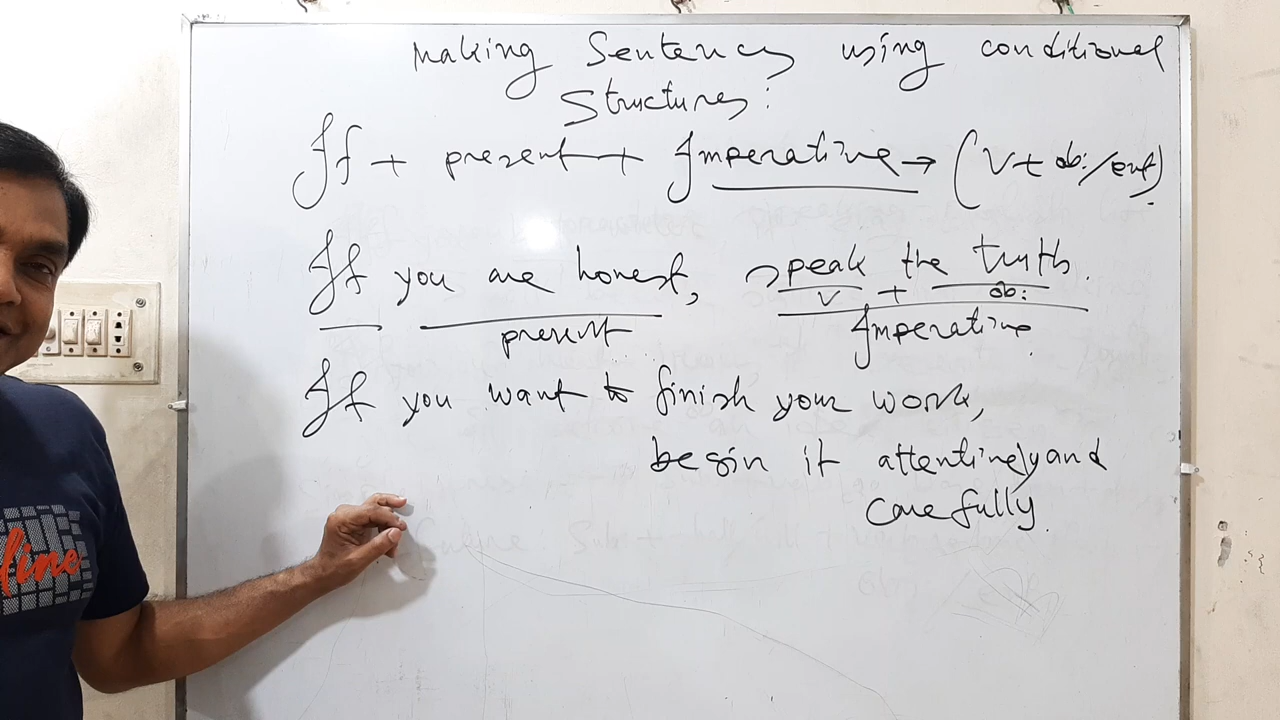 Making Sentences using conditional
Structures:
If + present + Imperative → (V + ob:/ext)
If you are honest, speak the truth.
V + ob:
present Imperative
If you want to finish your work,
begin it attentively and
carefully.
line